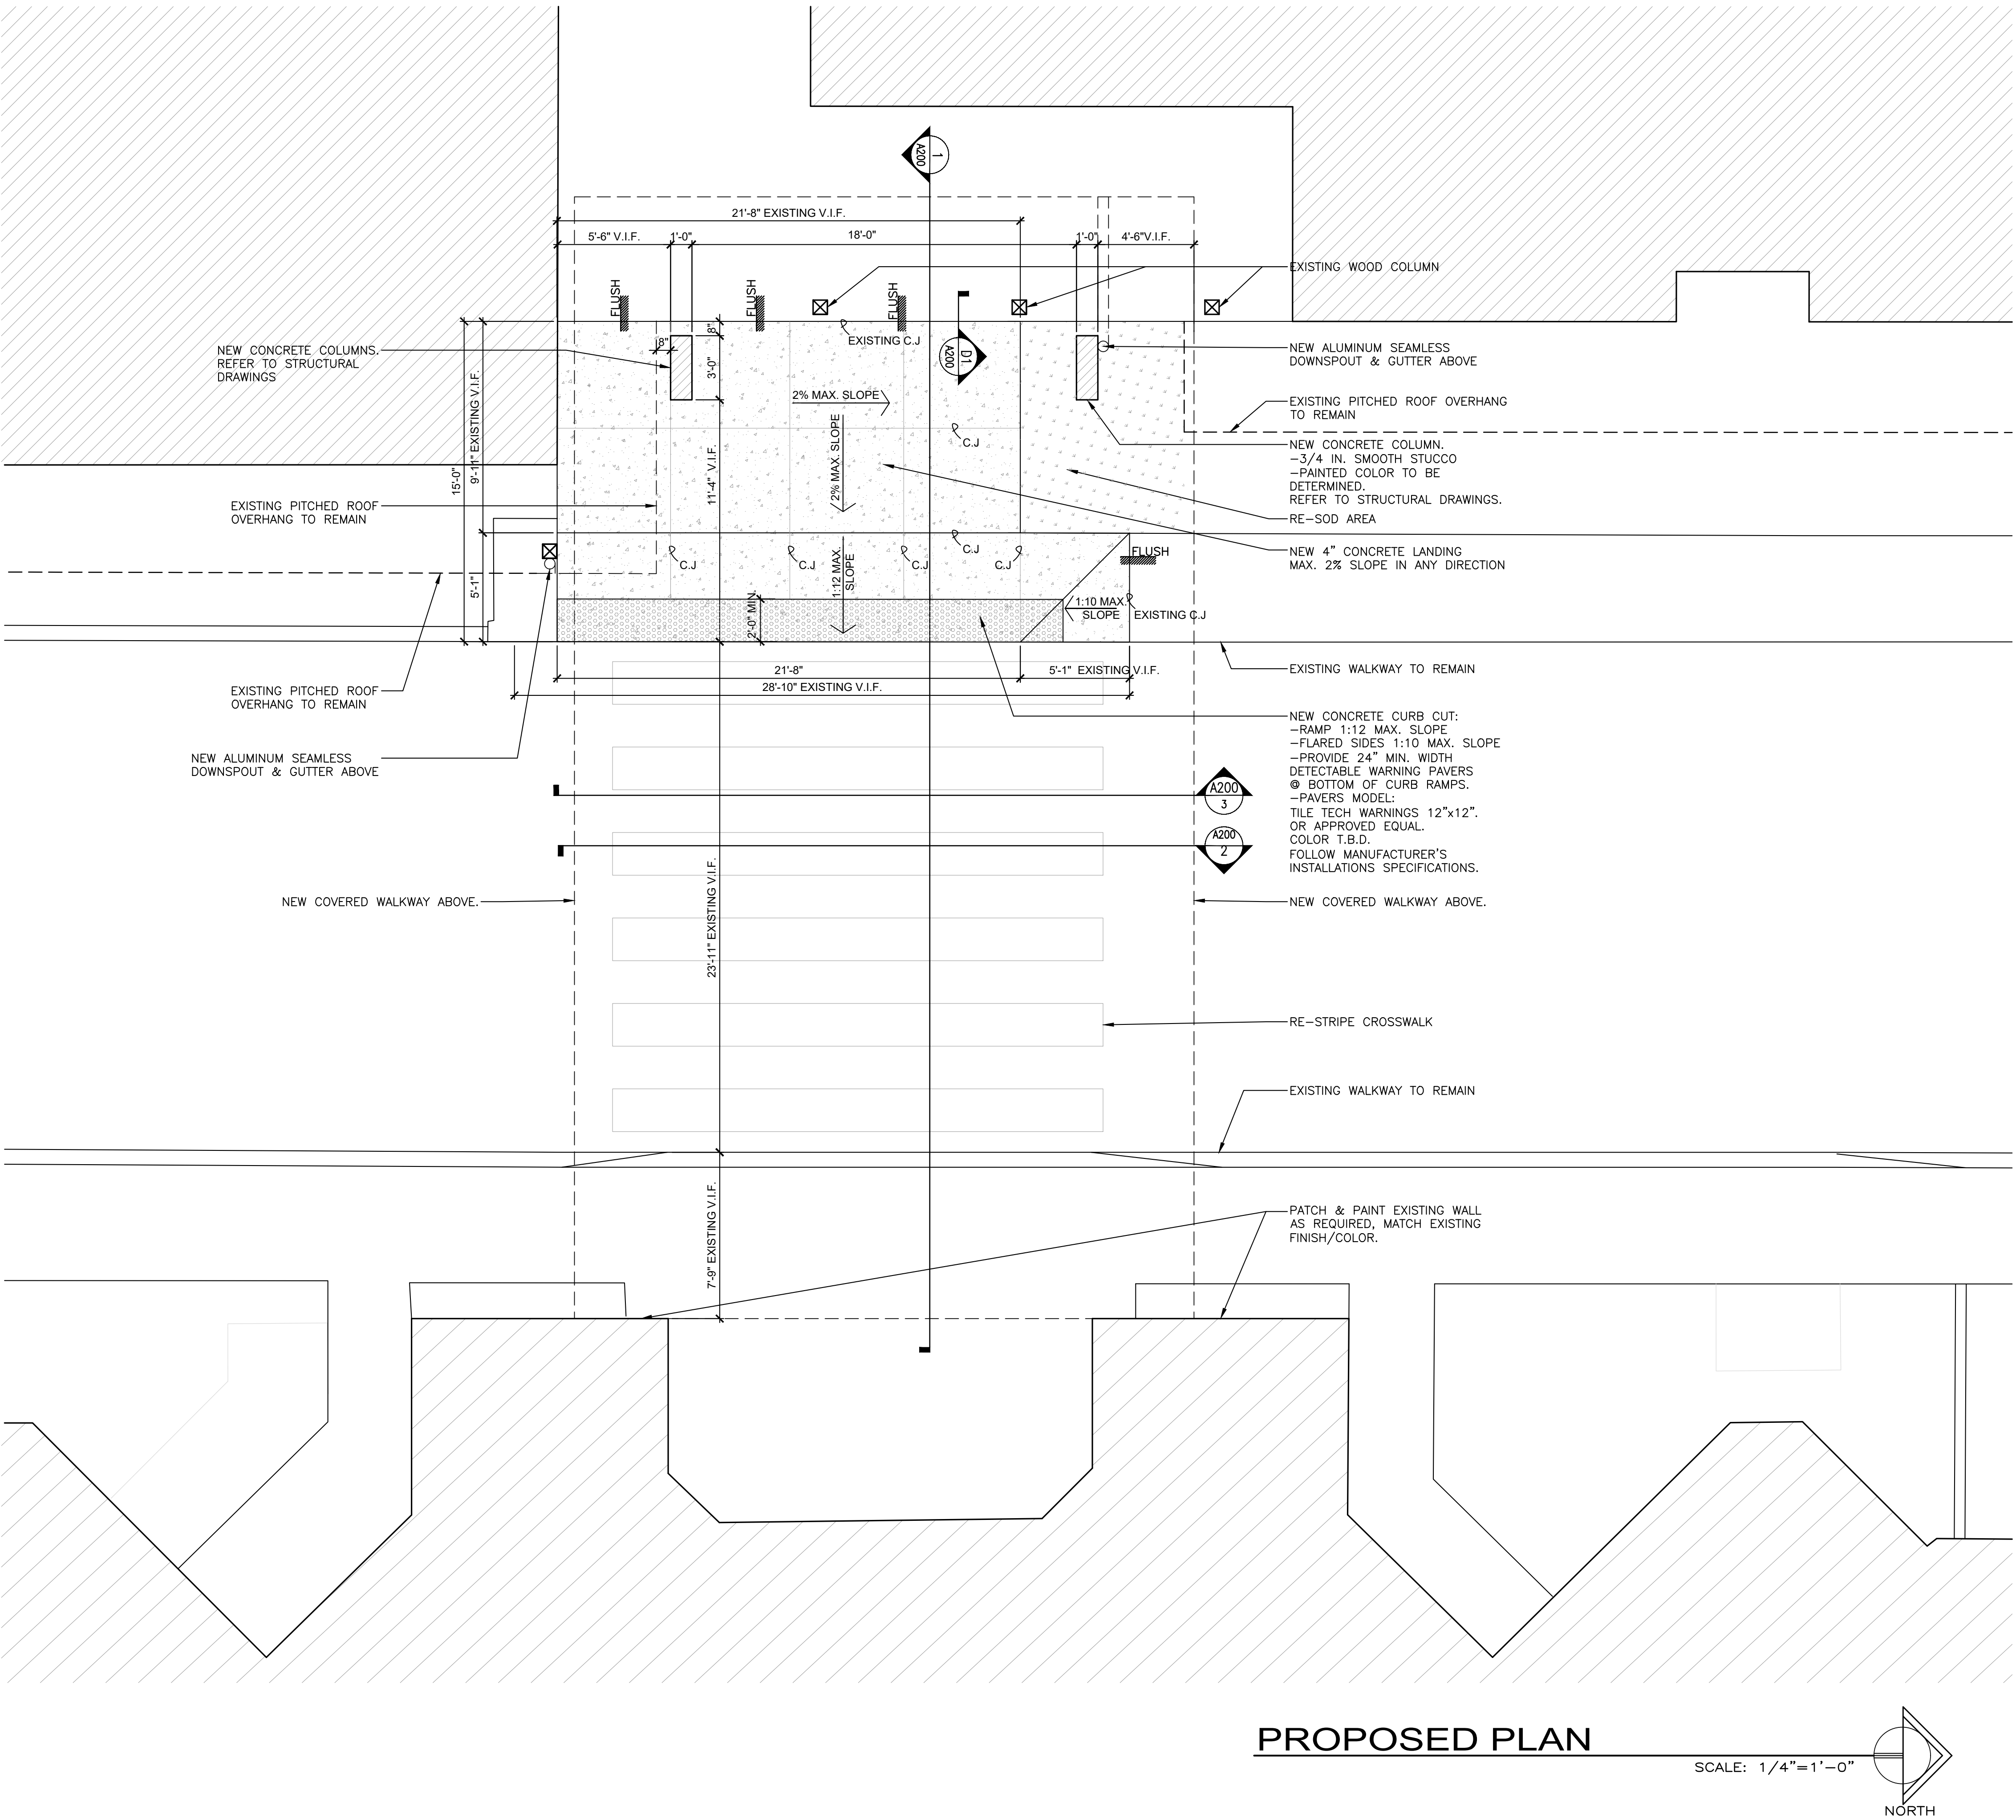 1
A200
21'-8" EXISTING V.I.F.
5'-6" V.I.F.
1'-0"
18'-0"
1'-0"
4'-6"V.I.F.
EXISTING WOOD COLUMN
FLUSH
FLUSH
FLUSH
EXISTING C.J
8"
8"
3'-0"
D1
A200
NEW CONCRETE COLUMNS.
REFER TO STRUCTURAL
DRAWINGS
NEW ALUMINUM SEAMLESS
DOWNSPOUT & GUTTER ABOVE
2% MAX. SLOPE
EXISTING PITCHED ROOF OVERHANG
TO REMAIN
15'-0"
9'-11" EXISTING V.I.F.
11'-4" V.I.F.
2% MAX. SLOPE
C.J
NEW CONCRETE COLUMN.
-3/4 IN. SMOOTH STUCCO
-PAINTED COLOR TO BE
DETERMINED.
REFER TO STRUCTURAL DRAWINGS.
EXISTING PITCHED ROOF
OVERHANG TO REMAIN
RE-SOD AREA
NEW 4" CONCRETE LANDING
MAX. 2% SLOPE IN ANY DIRECTION
C.J
C.J
C.J
C.J
C.J
FLUSH
5'-1"
1:12 MAX.
SLOPE
2'-0" MIN.
1:10 MAX.
SLOPE
EXISTING C.J
21'-8"
5'-1" EXISTING V.I.F.
28'-10" EXISTING V.I.F.
EXISTING WALKWAY TO REMAIN
EXISTING PITCHED ROOF
OVERHANG TO REMAIN
NEW ALUMINUM SEAMLESS
DOWNSPOUT & GUTTER ABOVE
NEW CONCRETE CURB CUT:
-RAMP 1:12 MAX. SLOPE
-FLARED SIDES 1:10 MAX. SLOPE
-PROVIDE 24" MIN. WIDTH
DETECTABLE WARNING PAVERS
@ BOTTOM OF CURB RAMPS.
-PAVERS MODEL:
TILE TECH WARNINGS 12"x12".
OR APPROVED EQUAL.
COLOR T.B.D.
FOLLOW MANUFACTURER'S
INSTALLATIONS SPECIFICATIONS.
A200
3
A200
2
23'-11" EXISTING V.I.F.
NEW COVERED WALKWAY ABOVE.
NEW COVERED WALKWAY ABOVE.
RE-STRIPE CROSSWALK
EXISTING WALKWAY TO REMAIN
7'-9" EXISTING V.I.F.
PATCH & PAINT EXISTING WALL
AS REQUIRED, MATCH EXISTING
FINISH/COLOR.
PROPOSED PLAN
SCALE: 1/4"=1'-0"
NORTH